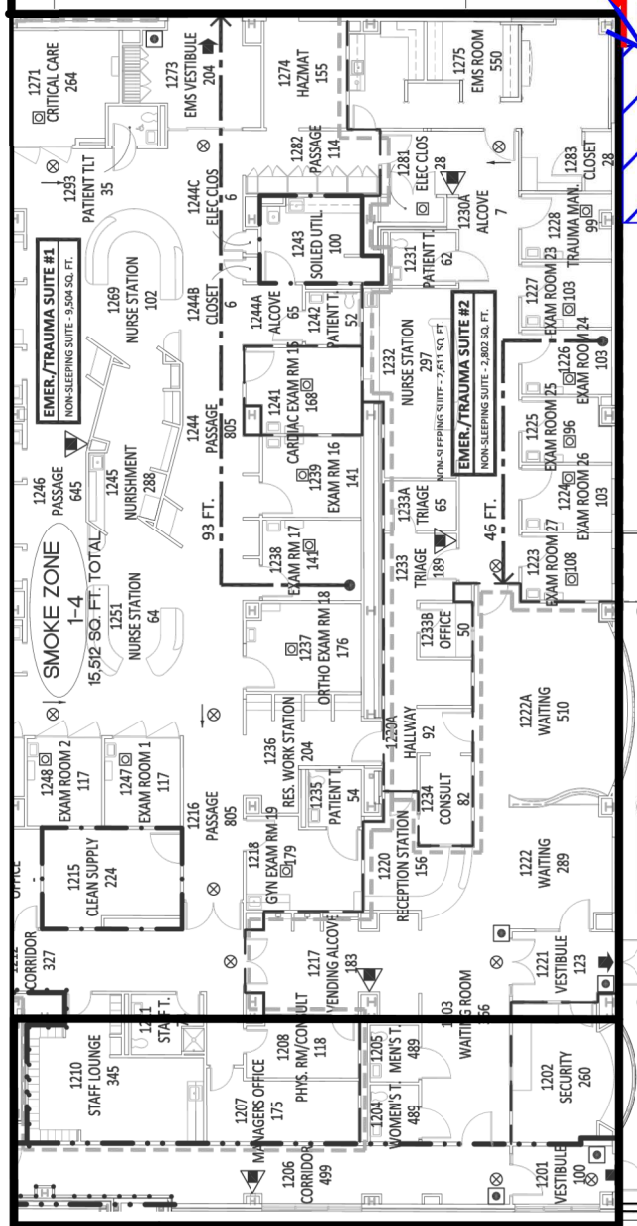 1271
CRITICAL CARE
264
1273
EMS VESTIBULE
204
1274
HAZMAT
155
1275
EMS ROOM
550
1293
PATIENT TLT
35
1244C
ELEC CLOS
6
1282
PASSAGE
114
1281
ELEC CLOS
28
1230A
ALCOVE
7
1283
CLOSET
28
EMER./TRAUMA SUITE #1
NON-SLEEPING SUITE - 9,504 SQ. FT.
1269
NURSE STATION
102
1244B
CLOSET
6
1243
SOILED UTIL.
100
1231
PATIENT T.
62
1228
TRAUMA MAN.
99
1244A
ALCOVE
65
1242
PATIENT T.
52
1227
EXAM ROOM 23
103
1232
NURSE STATION
297
NON-SLEEPING SUITE - 2,611 SQ. FT.
EMER./TRAUMA SUITE #2
NON-SLEEPING SUITE - 2,802 SQ. FT.
1226
EXAM ROOM 24
103
1244
PASSAGE
805
1241
CARDIAC EXAM RM 15
168
1225
EXAM ROOM 25
96
1246
PASSAGE
645
1245
NURISHMENT
288
93 FT.
1239
EXAM RM 16
141
1233A
TRIAGE
65
46 FT.
1224
EXAM ROOM 26
103
1238
EXAM RM 17
141
1233
TRIAGE
189
1223
EXAM ROOM 27
108
SMOKE ZONE
1-4
15,512 SQ. FT. TOTAL
1251
NURSE STATION
64
1237
ORTHO EXAM RM 18
176
1233B
OFFICE
50
1222A
WAITING
510
1248
EXAM ROOM 2
117
1247
EXAM ROOM 1
117
1236
RES. WORK STATION
204
1220A
HALLWAY
92
1235
PATIENT T.
54
1234
CONSULT
82
1216
PASSAGE
805
1218
GYN EXAM RM 19
179
1220
RECEPTION STATION
156
1222
WAITING
289
OFFICE
1215
CLEAN SUPPLY
224
CORRIDOR
327
1217
VENDING ALCOVE
183
WAITING ROOM
1221
VESTIBULE
123
STAFF T.
1210
STAFF LOUNGE
345
1208
PHYS. RM/CONSULT
118
1205
MEN'S T.
489
1207
MANAGERS OFFICE
175
1204
WOMEN'S T.
489
1202
SECURITY
260
1206
CORRIDOR
499
1201
VESTIBULE
100